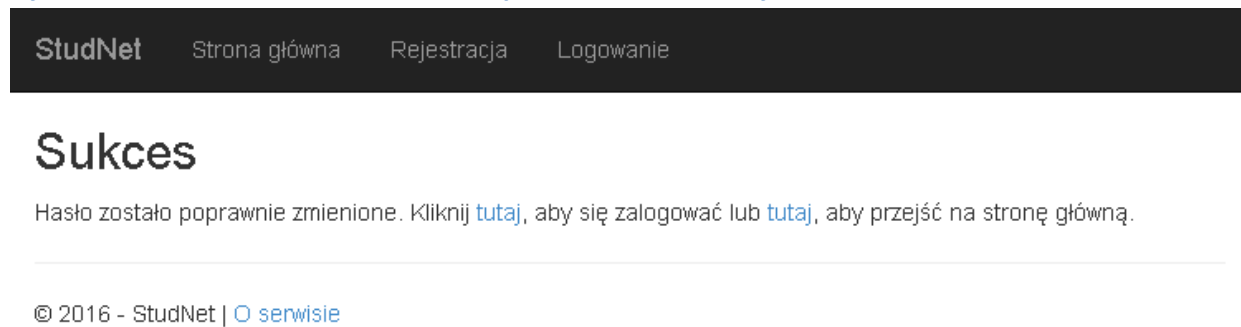 StudNet Strona główna Rejestracja Logowanie
Sukces
Hasło zostało poprawnie zmienione. Kliknij tutaj, aby się zalogować lub tutaj, aby przejść na stronę główną.
© 2016 - StudNet | O serwisie